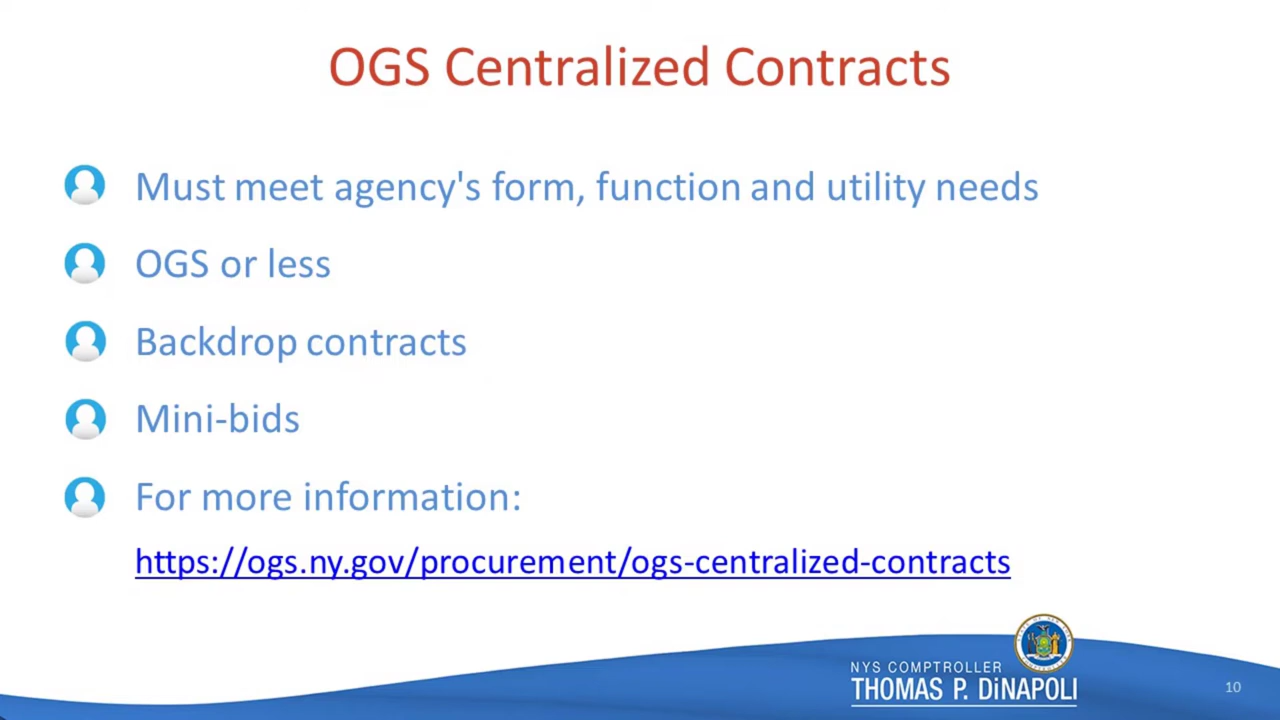 OGS Centralized Contracts
Must meet agency's form, function and utility needs
OGS or less
Backdrop contracts
Mini-bids
For more information:
https://ogs.ny.gov/procurement/ogs-centralized-contracts
NYS COMPTROLLER
THOMAS P. DiNAPOLI
10